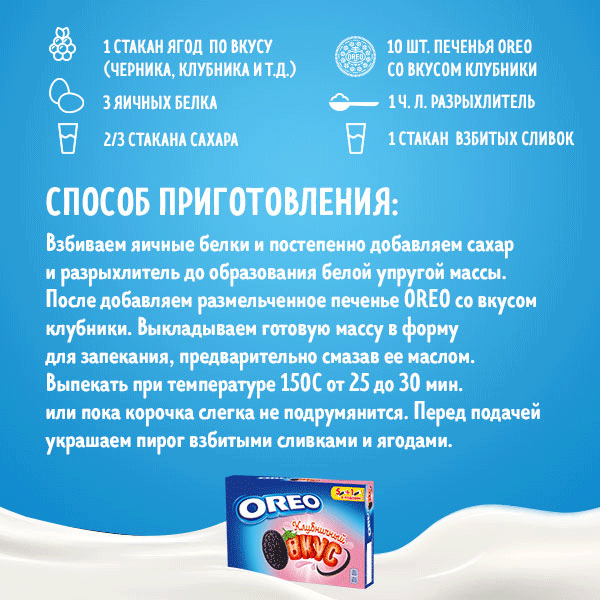 1 СТАКАН ЯГОД ПО ВКУСУ
(ЧЕРНИКА, КЛУБНИКА И Т.Д.)
3 ЯИЧНЫХ БЕЛКА
2/3 СТАКАНА САХАРА
OREO
10 ШТ. ПЕЧЕНЬЯ OREO
СО ВКУСОМ КЛУБНИКИ
1 Ч. Л. РАЗРЫХЛИТЕЛЬ
1 СТАКАН ВЗБИТЫХ СЛИВОК
СПОСОБ ПРИГОТОВЛЕНИЯ:
Взбиваем яичные белки и постепенно добавляем сахар
и разрыхлитель до образования белой упругой массы.
После добавляем размельченное печенье OREO со вкусом
клубники. Выкладываем готовую массу в форму
для запекания, предварительно смазав ее маслом.
Выпекать при температуре 150С от 25 до 30 мин.
или пока корочка слегка не подрумянится. Перед подачей
украшаем пирог взбитыми сливками и ягодами.
OREO
Клубничный
ВКУС